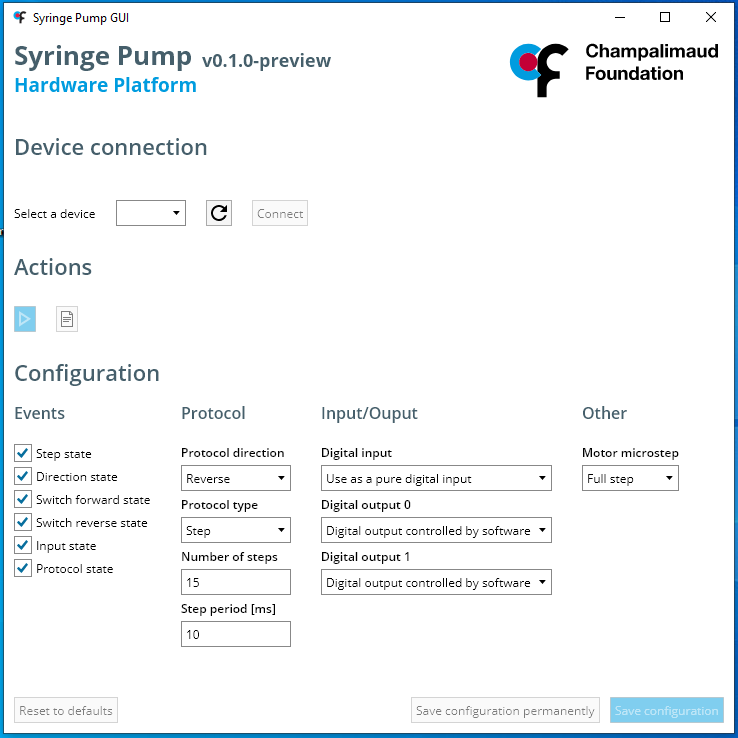 Syringe Pump GUI
Syringe Pump v0.1.0-preview
Hardware Platform
Champalimaud
Foundation
Device connection
Select a device
Connect
Actions
Configuration
Events
Step state
Direction state
Switch forward state
Switch reverse state
Input state
Protocol state
Protocol
Protocol direction
Reverse
Protocol type
Step
Number of steps
15
Step period [ms]
10
Input/Ouput
Digital input
Use as a pure digital input
Digital output 0
Digital output controlled by software
Digital output 1
Digital output controlled by software
Other
Motor microstep
Full step
Reset to defaults
Save configuration permanently
Save configuration